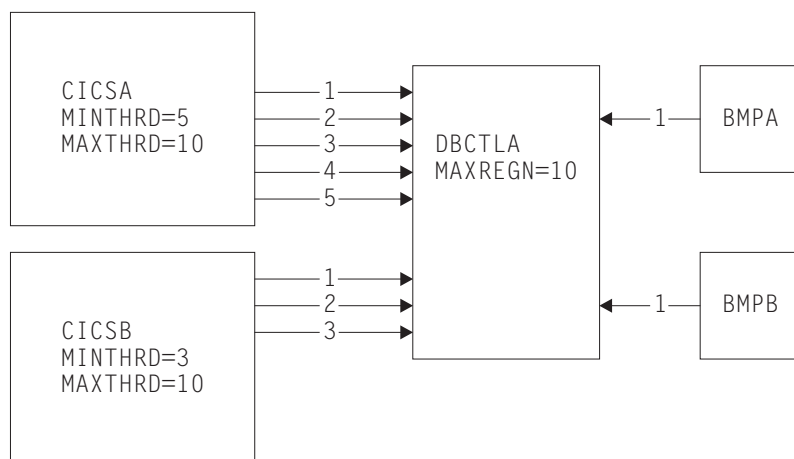 CICSA
MINTHRD=5
MAXTHRD=10
1
2
3
4
5
DBCTLA
MAXREGN=10
1
BMPA
CICSB
MINTHRD=3
MAXTHRD=10
1
2
3
1
BMPB